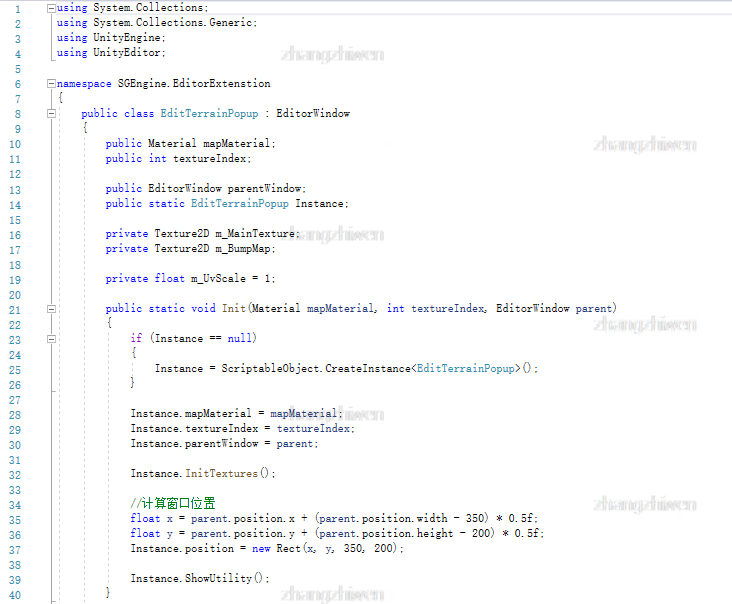 1 using System.Collections;
2 using System.Collections.Generic;
3 using UnityEngine;
4 using UnityEditor;
zhangzhiwen
5
6 namespace SGEngine.EditorExtenstion
7 {
8 public class EditTerrainPopup : EditorWindow
9 {
10 public Material mapMaterial;
zhangzhiwen
11 public int textureIndex;
12
13 public EditorWindow parentWindow;
14 public static EditTerrainPopup Instance;
15
16 private Texture2D m_MainTexture;
zhangzhiwen
17 private Texture2D m_BumpMap;
18
19 private float m_UvScale = 1;
20
21 public static void Init(Material mapMaterial, int textureIndex, EditorWindow parent)
22 {
zhangzhiwen
23 if (Instance == null)
24 {
25 Instance = ScriptableObject.CreateInstance<EditTerrainPopup>();
26 }
27
28 Instance.mapMaterial = mapMaterial;
zhangzhiwen
29 Instance.textureIndex = textureIndex;
30 Instance.parentWindow = parent;
31
32 Instance.InitTextures();
33
34 //计算窗口位置
zhangzhiwen
35 float x = parent.position.x + (parent.position.width - 350) * 0.5f;
36 float y = parent.position.y + (parent.position.height - 200) * 0.5f;
37 Instance.position = new Rect(x, y, 350, 200);
38
39 Instance.ShowUtility();
40 }
zhangzhiwen